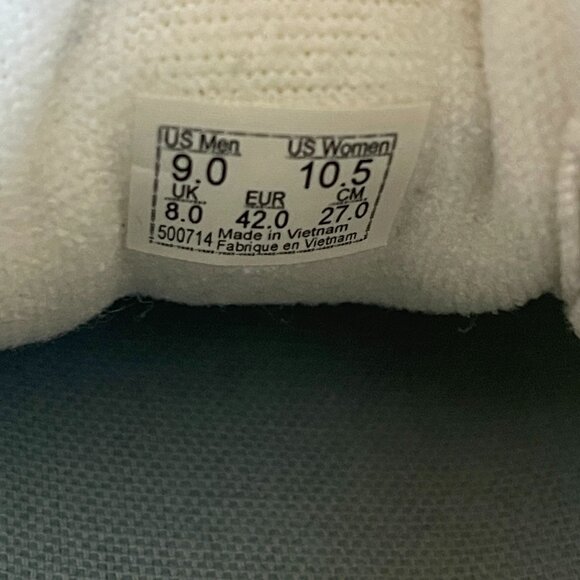 US Men US Women
9.0 10.5
UK EUR CM
8.0 42.0 27.0
500714 Made in Vietnam
Fabrique en Vietnam